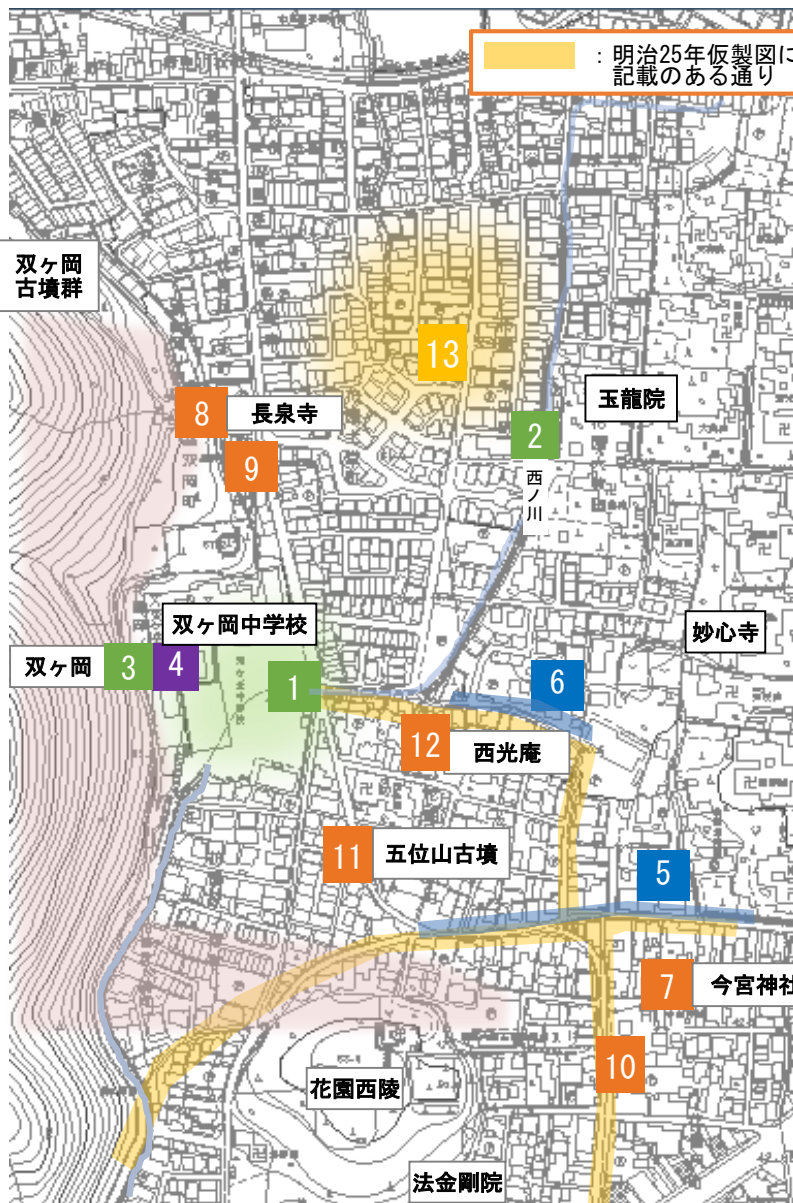 ：明治25年仮製図に
記載のある通り
双ヶ岡
古墳群
13
玉龍院
8
長泉寺
2
9
西ノ川
双ヶ岡中学校
妙心寺
双ヶ岡
3
4
1
6
12
西光庵
11
五位山古墳
5
7
今宮神社
10
花園西陵
法金剛院